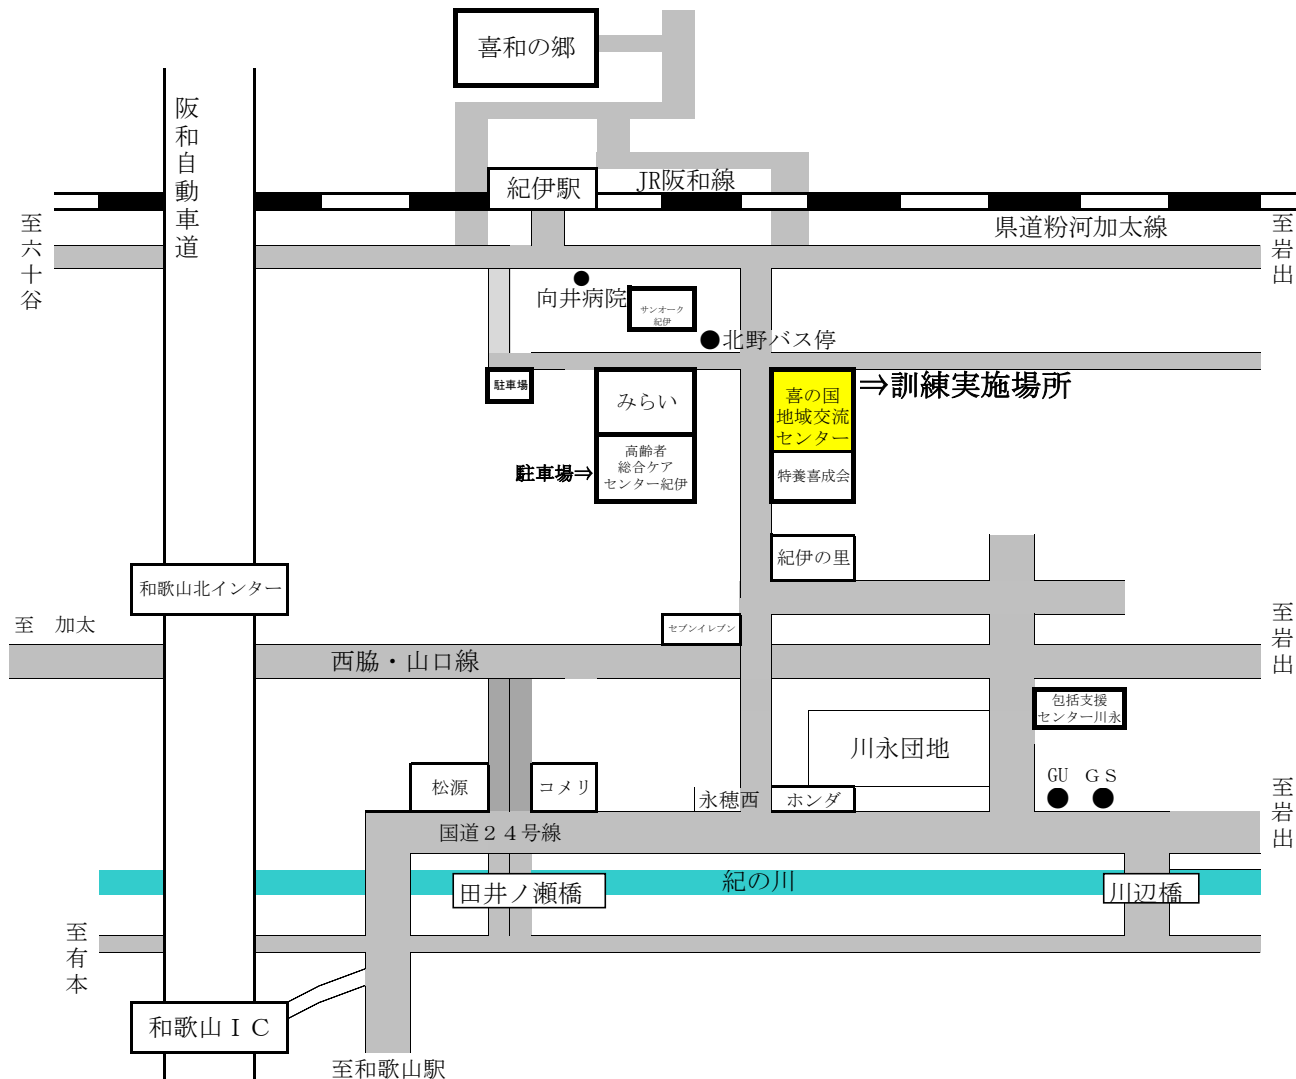 喜和の郷
阪和自動車道
紀伊駅
JR阪和線
至六十谷
県道粉河加太線
至岩出
向井病院
サンオーク
紀伊
北野バス停
駐車場
みらい
喜の国
地域交流
センター
⇒訓練実施場所
高齢者
総合ケア
センター紀伊
駐車場⇒
特養喜成会
紀伊の里
和歌山北インター
至　加太
セブンイレブン
至岩出
西脇・山口線
包括支援
センター川永
川永団地
松源
コメリ
永穂西
ホンダ
GU
ＧＳ
至岩出
国道２４号線
紀の川
田井ノ瀬橋
川辺橋
至有本
和歌山ＩＣ
至和歌山駅